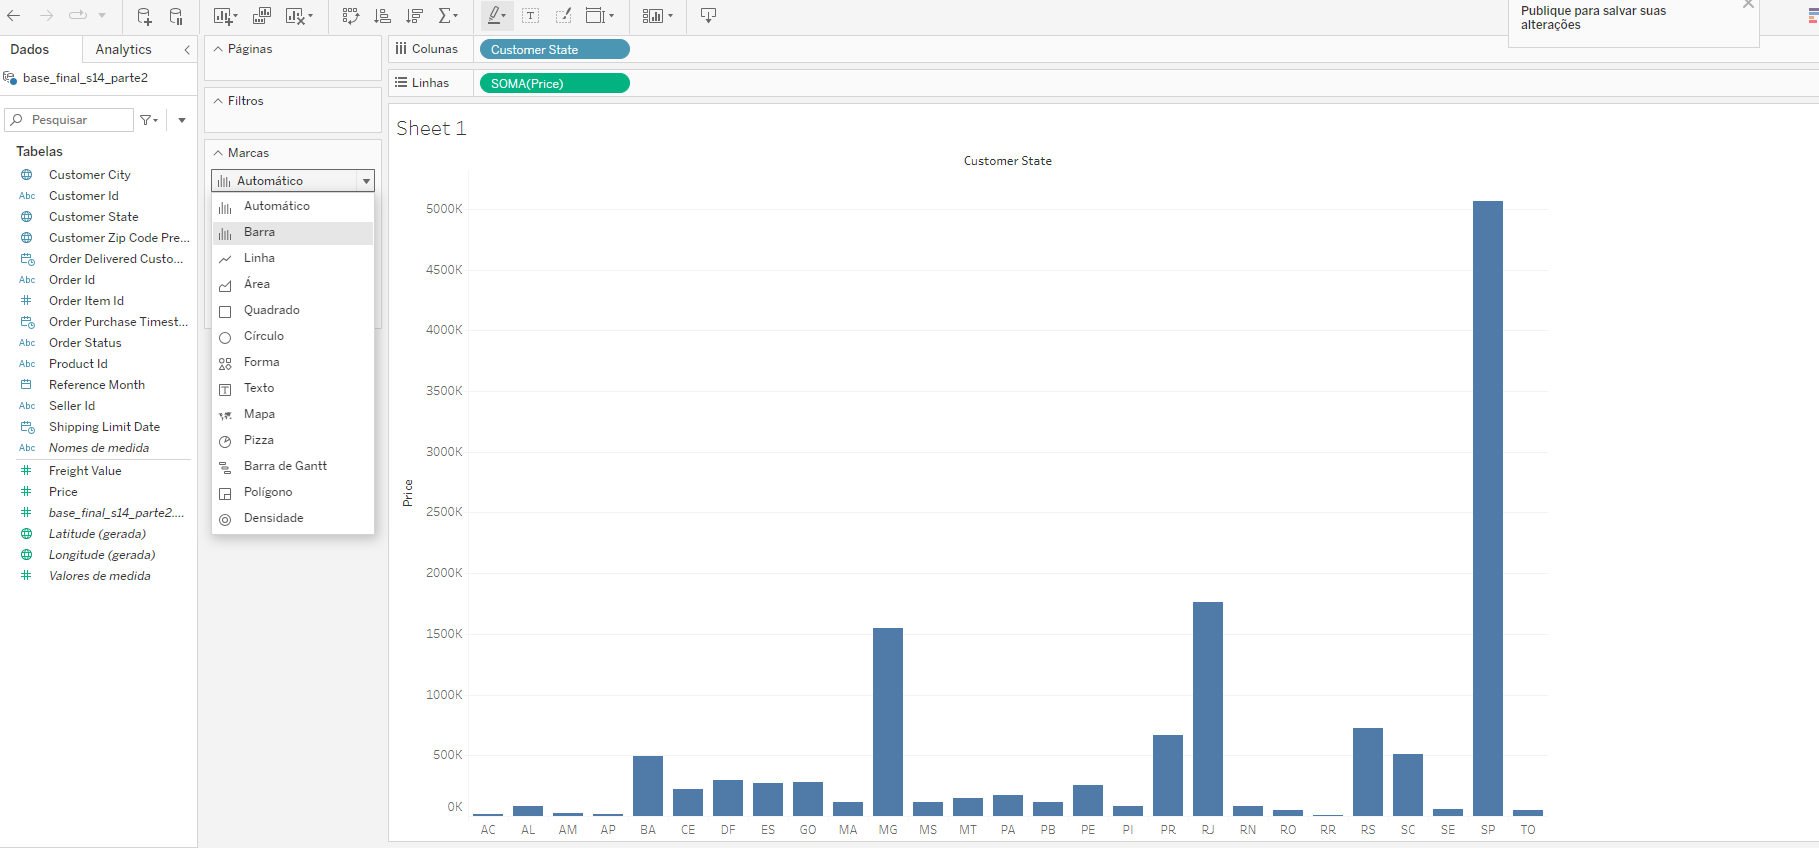 Publique para salvar suas
alterações
Dados
Analytics
base_final_s14_parte2
Pesquisar
Tabelas
Customer City
Abc Customer Id
Customer State
Customer Zip Code Pre...
Order Delivered Custo...
Abc Order Id
Order Item Id
Order Purchase Timest...
Abc Order Status
Abc Product Id
Reference Month
Abc Seller Id
Shipping Limit Date
Abc Nomes de medida
Freight Value
Price
base_final_s14_parte2....
Latitude (gerada)
Longitude (gerada)
Valores de medida
Páginas
Filtros
Marcas
Automático
Automático
Barra
Linha
Área
Quadrado
Círculo
Forma
Texto
Mapa
Pizza
Barra de Gantt
Polígono
Densidade
Colunas
Customer State
Linhas
SOMA(Price)
Sheet 1
Customer State
Price
5000K
4500K
4000K
3500K
3000K
2500K
2000K
1500K
1000K
500K
0K
AC AL AM AP BA CE DF ES GO MA MG MS MT PA PB PE PI PR RJ RN RO RR RS SC SE SP TO